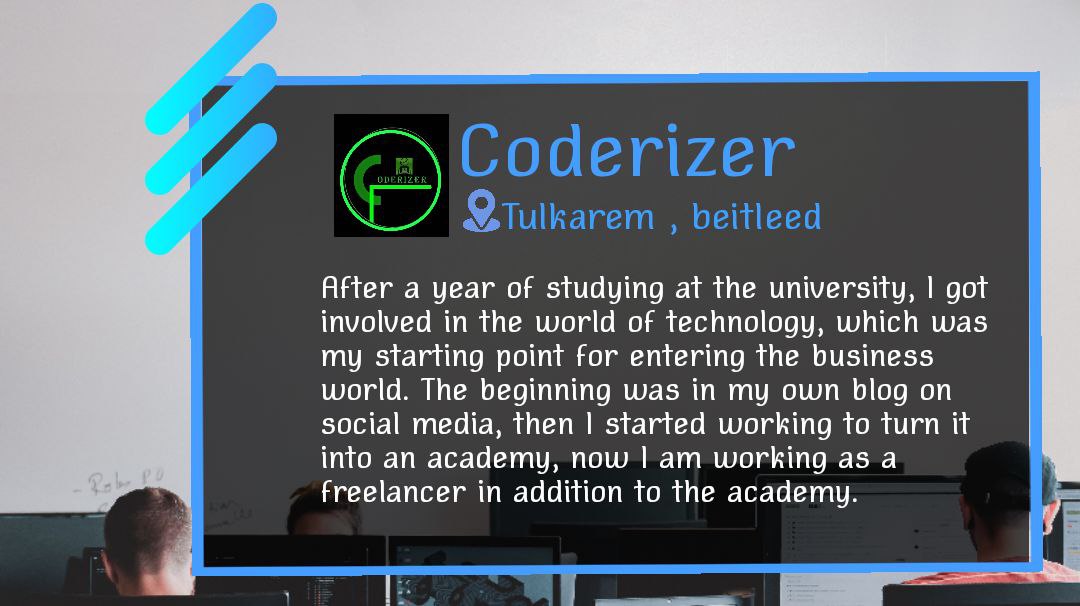 Coderizer
ODERIZER
Tulkarem , beitleed
After a year of studying at the university, I got
involved in the world of technology, which was
my starting point for entering the business
world. The beginning was in my own blog on
social media, then I started working to turn it
into an academy, now I am working as a
freelancer in addition to the academy.